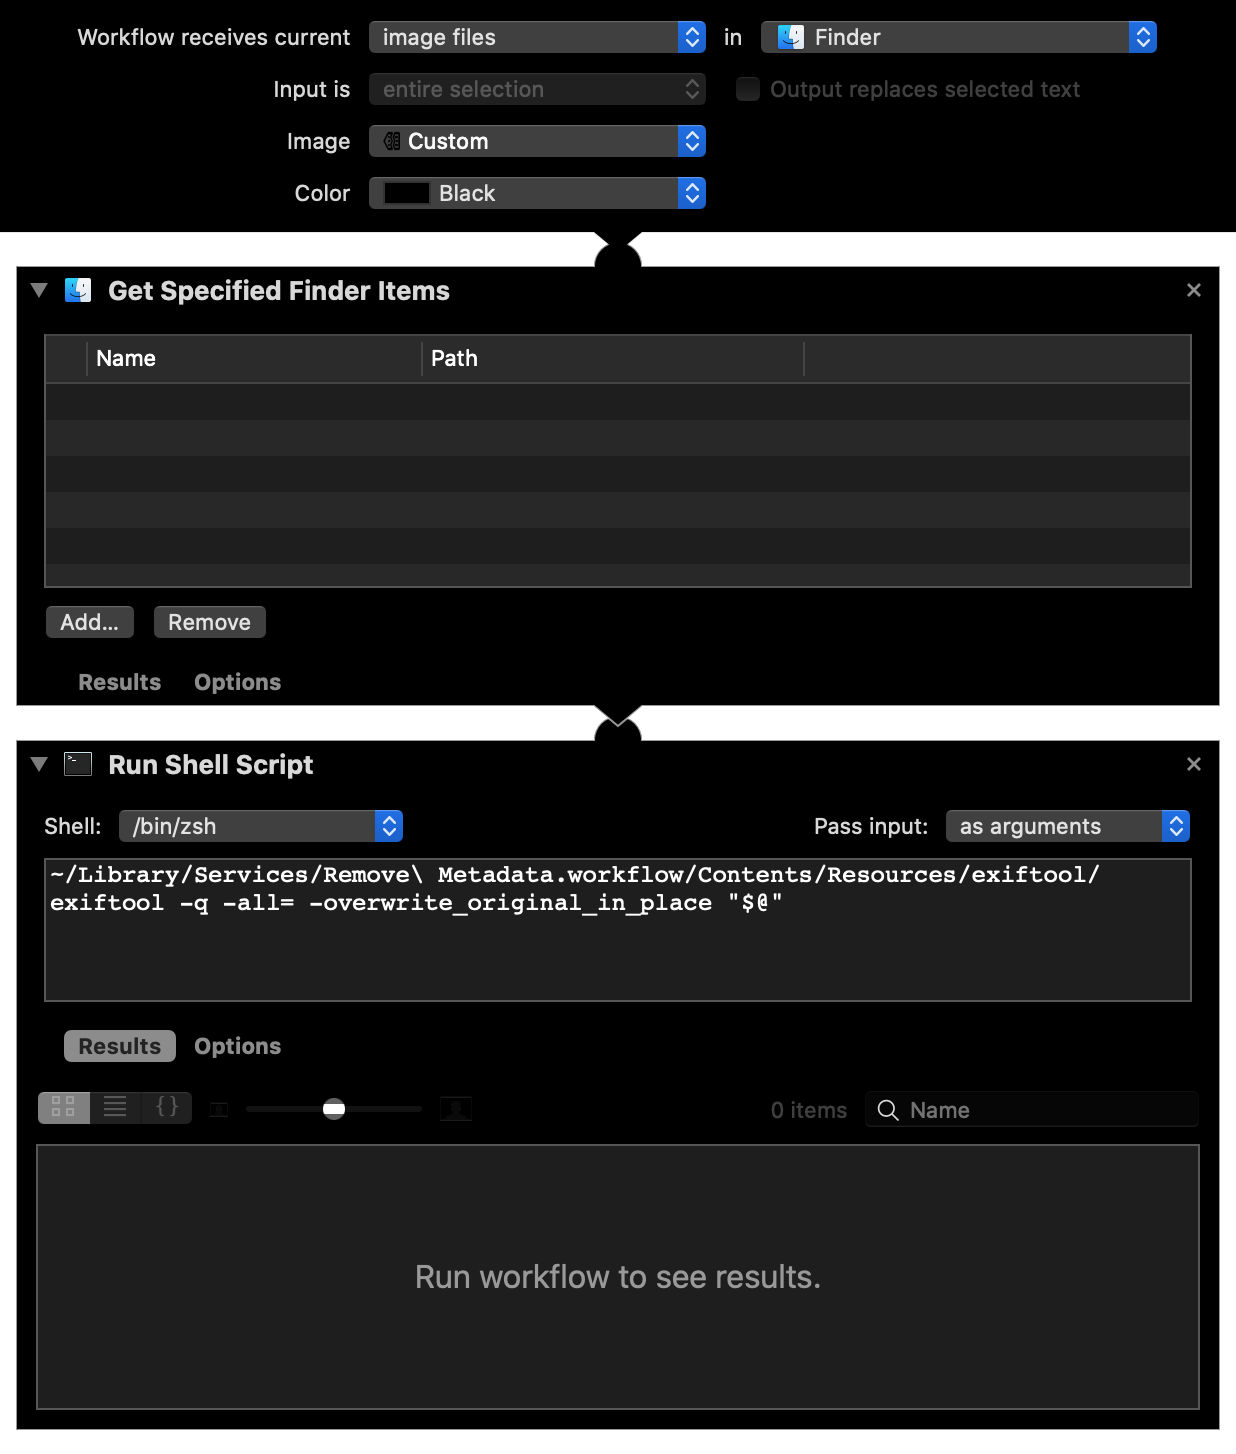 Workflow receives current image files in Finder
Input is entire selection Output replaces selected text
Image Custom
Color Black
Get Specified Finder Items
Name Path
Add... Remove
Results Options
Run Shell Script
Shell: /bin/zsh Pass input: as arguments
~/Library/Services/Remove\ Metadata.workflow/Contents/Resources/exiftool/
exiftool -q -all= -overwrite_original_in_place "$@"
Results Options
0 items Name
Run workflow to see results.